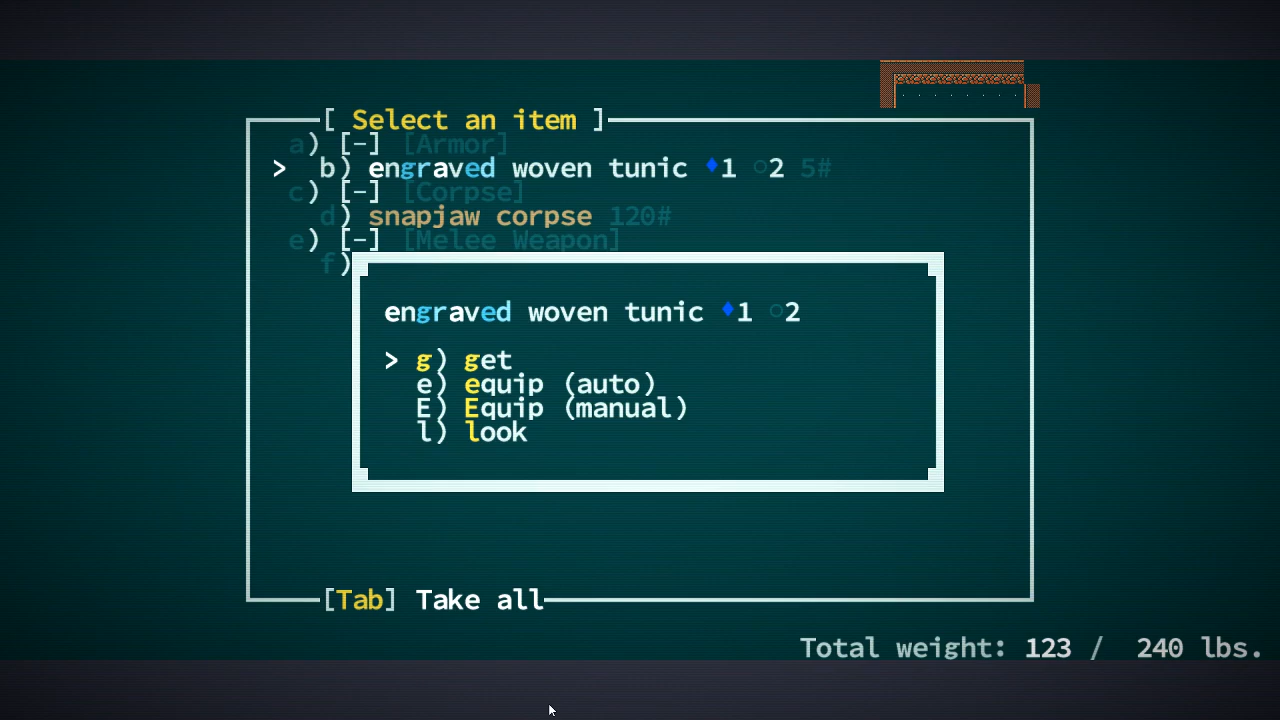 [ Select an item ]
a) [-] [Armor]
> b) engraved woven tunic ♦1 ○2 5#
c) [-] [Corpse]
d) snapjaw corpse 120#
e) [-] [Melee Weapon]
f)
engraved woven tunic ♦1 ○2
> g) get
e) equip (auto)
E) Equip (manual)
l) look
[Tab] Take all
Total weight: 123 / 240 lbs.